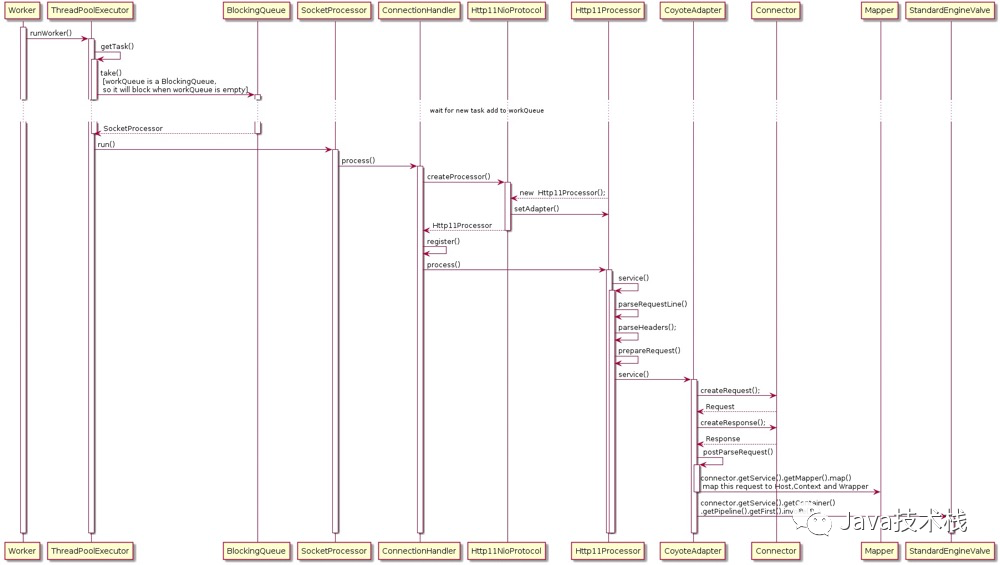 Worker ThreadPoolExecutor BlockingQueue SocketProcessor ConnectionHandler Http11NioProtocol Http11Processor CoyoteAdapter Connector Mapper StandardEngineValve
runWorker()
getTask()
take()
[workQueue is a BlockingQueue,
so it will block when workQueue is empty]
wait for new task add to workQueue
SocketProcessor
run()
process()
createProcessor()
new Http11Processor();
setAdapter()
Http11Processor
register()
process()
service()
parseRequestLine()
parseHeaders();
prepareRequest()
service()
createRequest();
Request
createResponse();
Response
postParseRequest()
connector.getService().getMapper().map()
map this request to Host,Context and Wrapper
connector.getService().getContainer()
.getPipeline().getFirst().
Java技术栈
Worker ThreadPoolExecutor BlockingQueue SocketProcessor ConnectionHandler Http11NioProtocol Http11Processor CoyoteAdapter Connector Mapper StandardEngineValve